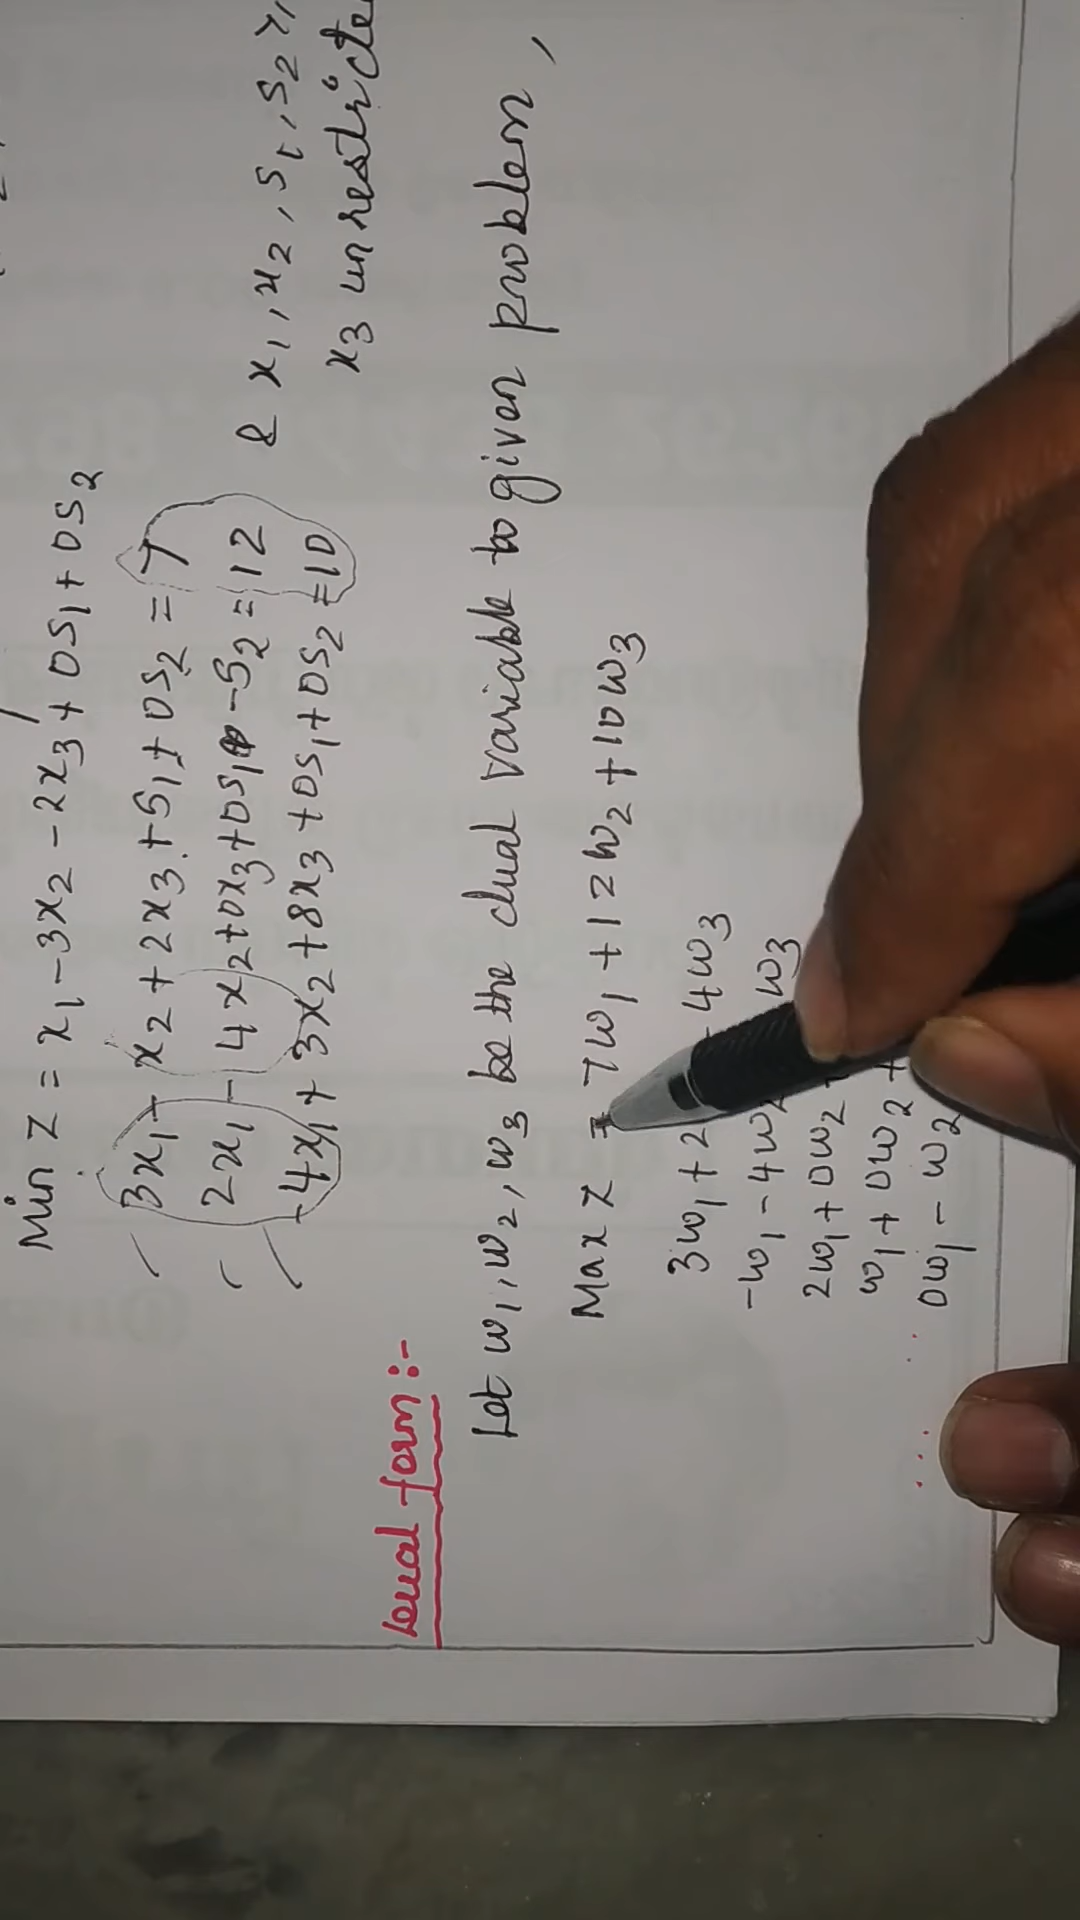 Min Z = x1 - 3x2 - 2x3 + 0S1 + 0S2
3x1 - x2 + 2x3 + S1 + 0S2 = 7
2x1 - 4x2 + 0x3 + 0S1 - S2 = 12
-4x1 + 3x2 + 8x3 + 0S1 + 0S2 = 10
& x1, x2, S1, S2
x3 unrestricte
Dual form :-
Let w1, w2, w3 be the dual variable to given problem,
Max Z = 7w1 + 12w2 + 10w3
3w1 + 2 4w3
-w1 - 4w2 w3
2w1 + 0w2
w1 + 0w2 +
0w1 - w2